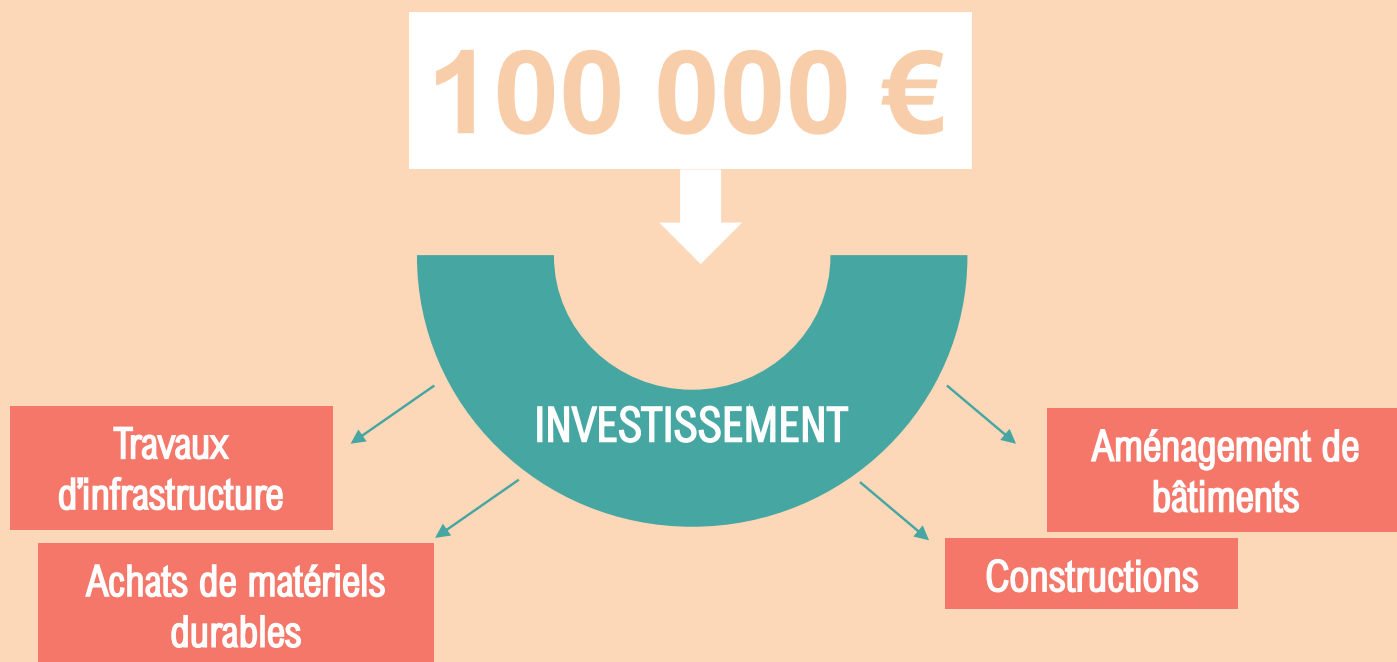 100 000 €
INVESTISSEMENT
Travaux
d'infrastructure
Aménagement de
bâtiments
Achats de matériels
durables
Constructions